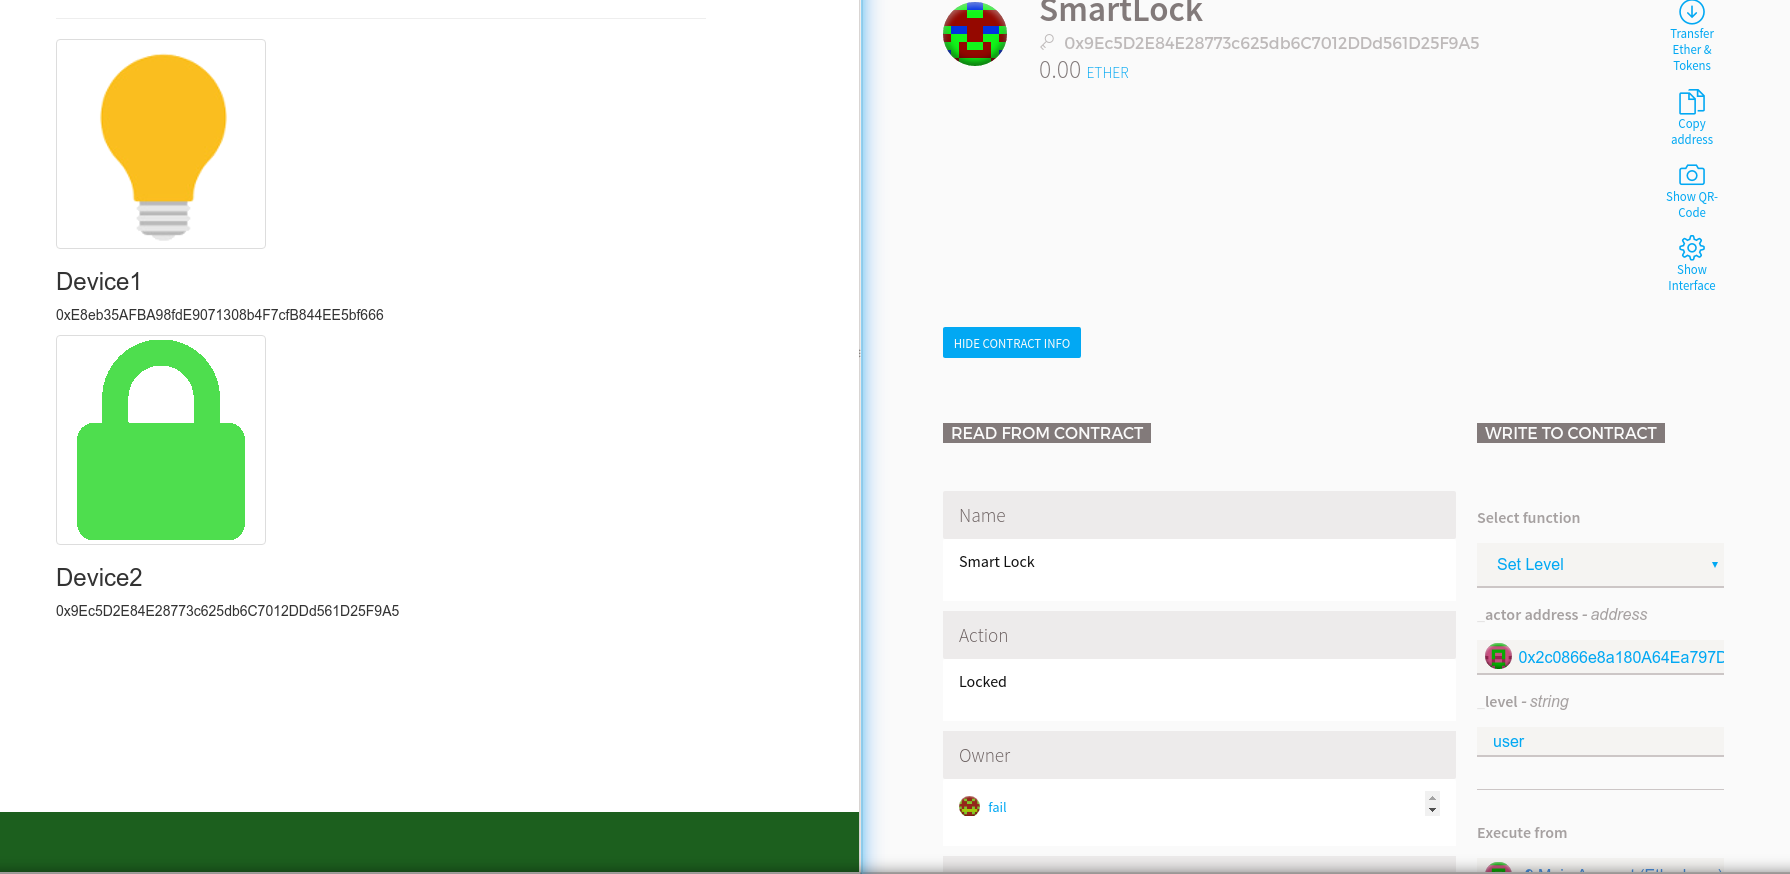 Device1
0xE8eb35AFBA98fdE9071308b4F7cfB844EE5bf666
Device2
0x9Ec5D2E84E28773c625db6C7012DDd561D25F9A5
SmartLock
0x9Ec5D2E84E28773c625db6C7012DDd561D25F9A5
0.00 ETHER
Transfer
Ether &
Tokens
Copy
address
Show QR-
Code
Show
Interface
HIDE CONTRACT INFO
READ FROM CONTRACT
Name
Smart Lock
Action
Locked
Owner
fail
WRITE TO CONTRACT
Select function
Set Level
_actor address - address
0x2c0866e8a180A64Ea797D
_level - string
user
Execute from